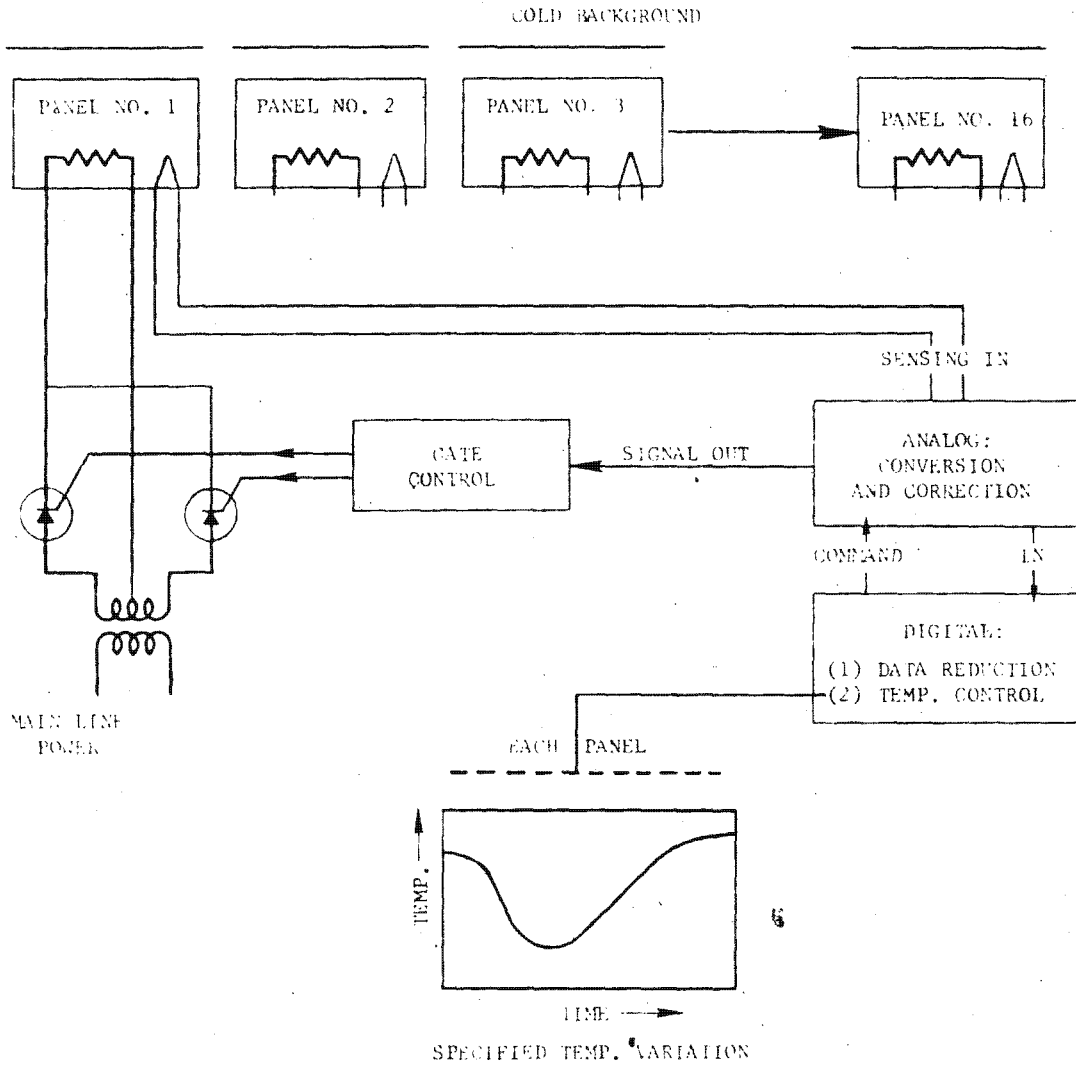 COLD BACKGROUND
PANEL NO. 1
PANEL NO. 2
PANEL NO. 3
PANEL NO. 16
SENSING IN
GATE
CONTROL
SIGNAL OUT
ANALOG:
CONVERSION
AND CORRECTION
COMMAND
IN
DIGITAL:
(1) DATA REDUCTION
(2) TEMP. CONTROL
MAIN LINE
POWER
EACH PANEL
TEMP.
TIME
SPECIFIED TEMP. VARIATION